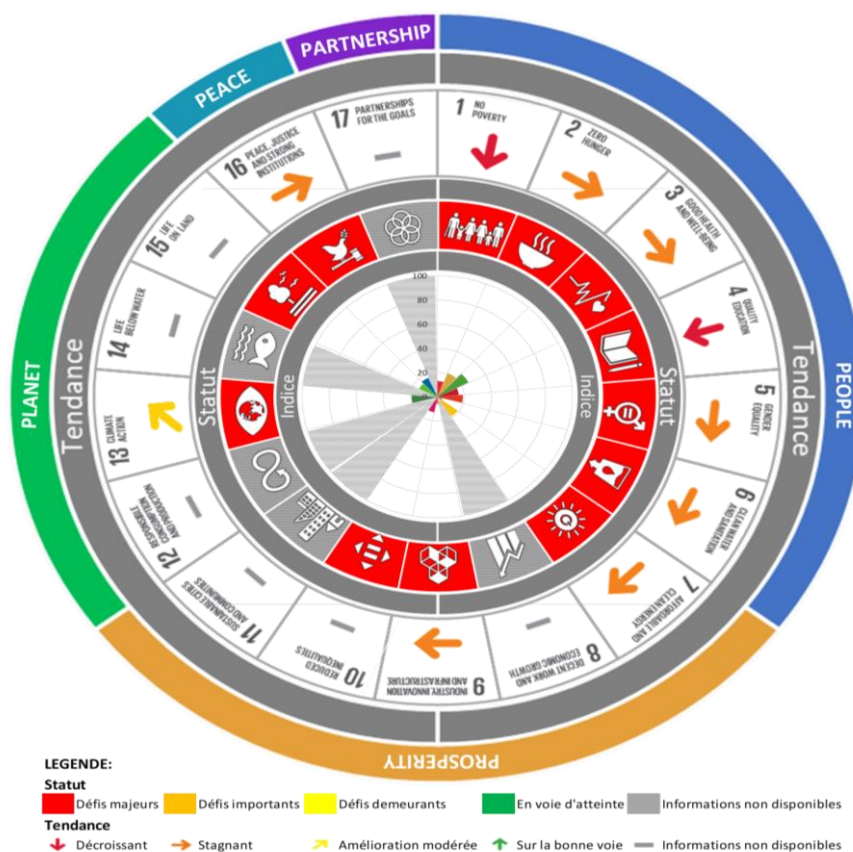 PARTNERSHIP
PEACE
PLANET
PEOPLE
PROSPERITY
Tendance
Tendance
Statut
Statut
Indice
Indice
1 NO
POVERTY
2 ZERO
HUNGER
3 GOOD HEALTH
AND WELL-BEING
4 QUALITY
EDUCATION
5 GENDER
EQUALITY
6 CLEAN WATER
AND SANITATION
7 AFFORDABLE AND
CLEAN ENERGY
8 DECENT WORK AND
ECONOMIC GROWTH
9 INDUSTRY, INNOVATION
AND INFRASTRUCTURE
10 REDUCED
INEQUALITIES
11 SUSTAINABLE CITIES
AND COMMUNITIES
12 RESPONSIBLE
CONSUMPTION
AND PRODUCTION
13 CLIMATE
ACTION
14 LIFE
BELOW WATER
15 LIFE
ON LAND
16 PEACE, JUSTICE
AND STRONG
INSTITUTIONS
17 PARTNERSHIPS
FOR THE GOALS
100
80
60
40
20
LEGENDE:
Statut
Défis majeurs Défis importants Défis demeurants En voie d'atteinte Informations non disponibles
Tendance
Décroissant Stagnant Amélioration modérée Sur la bonne voie Informations non disponibles